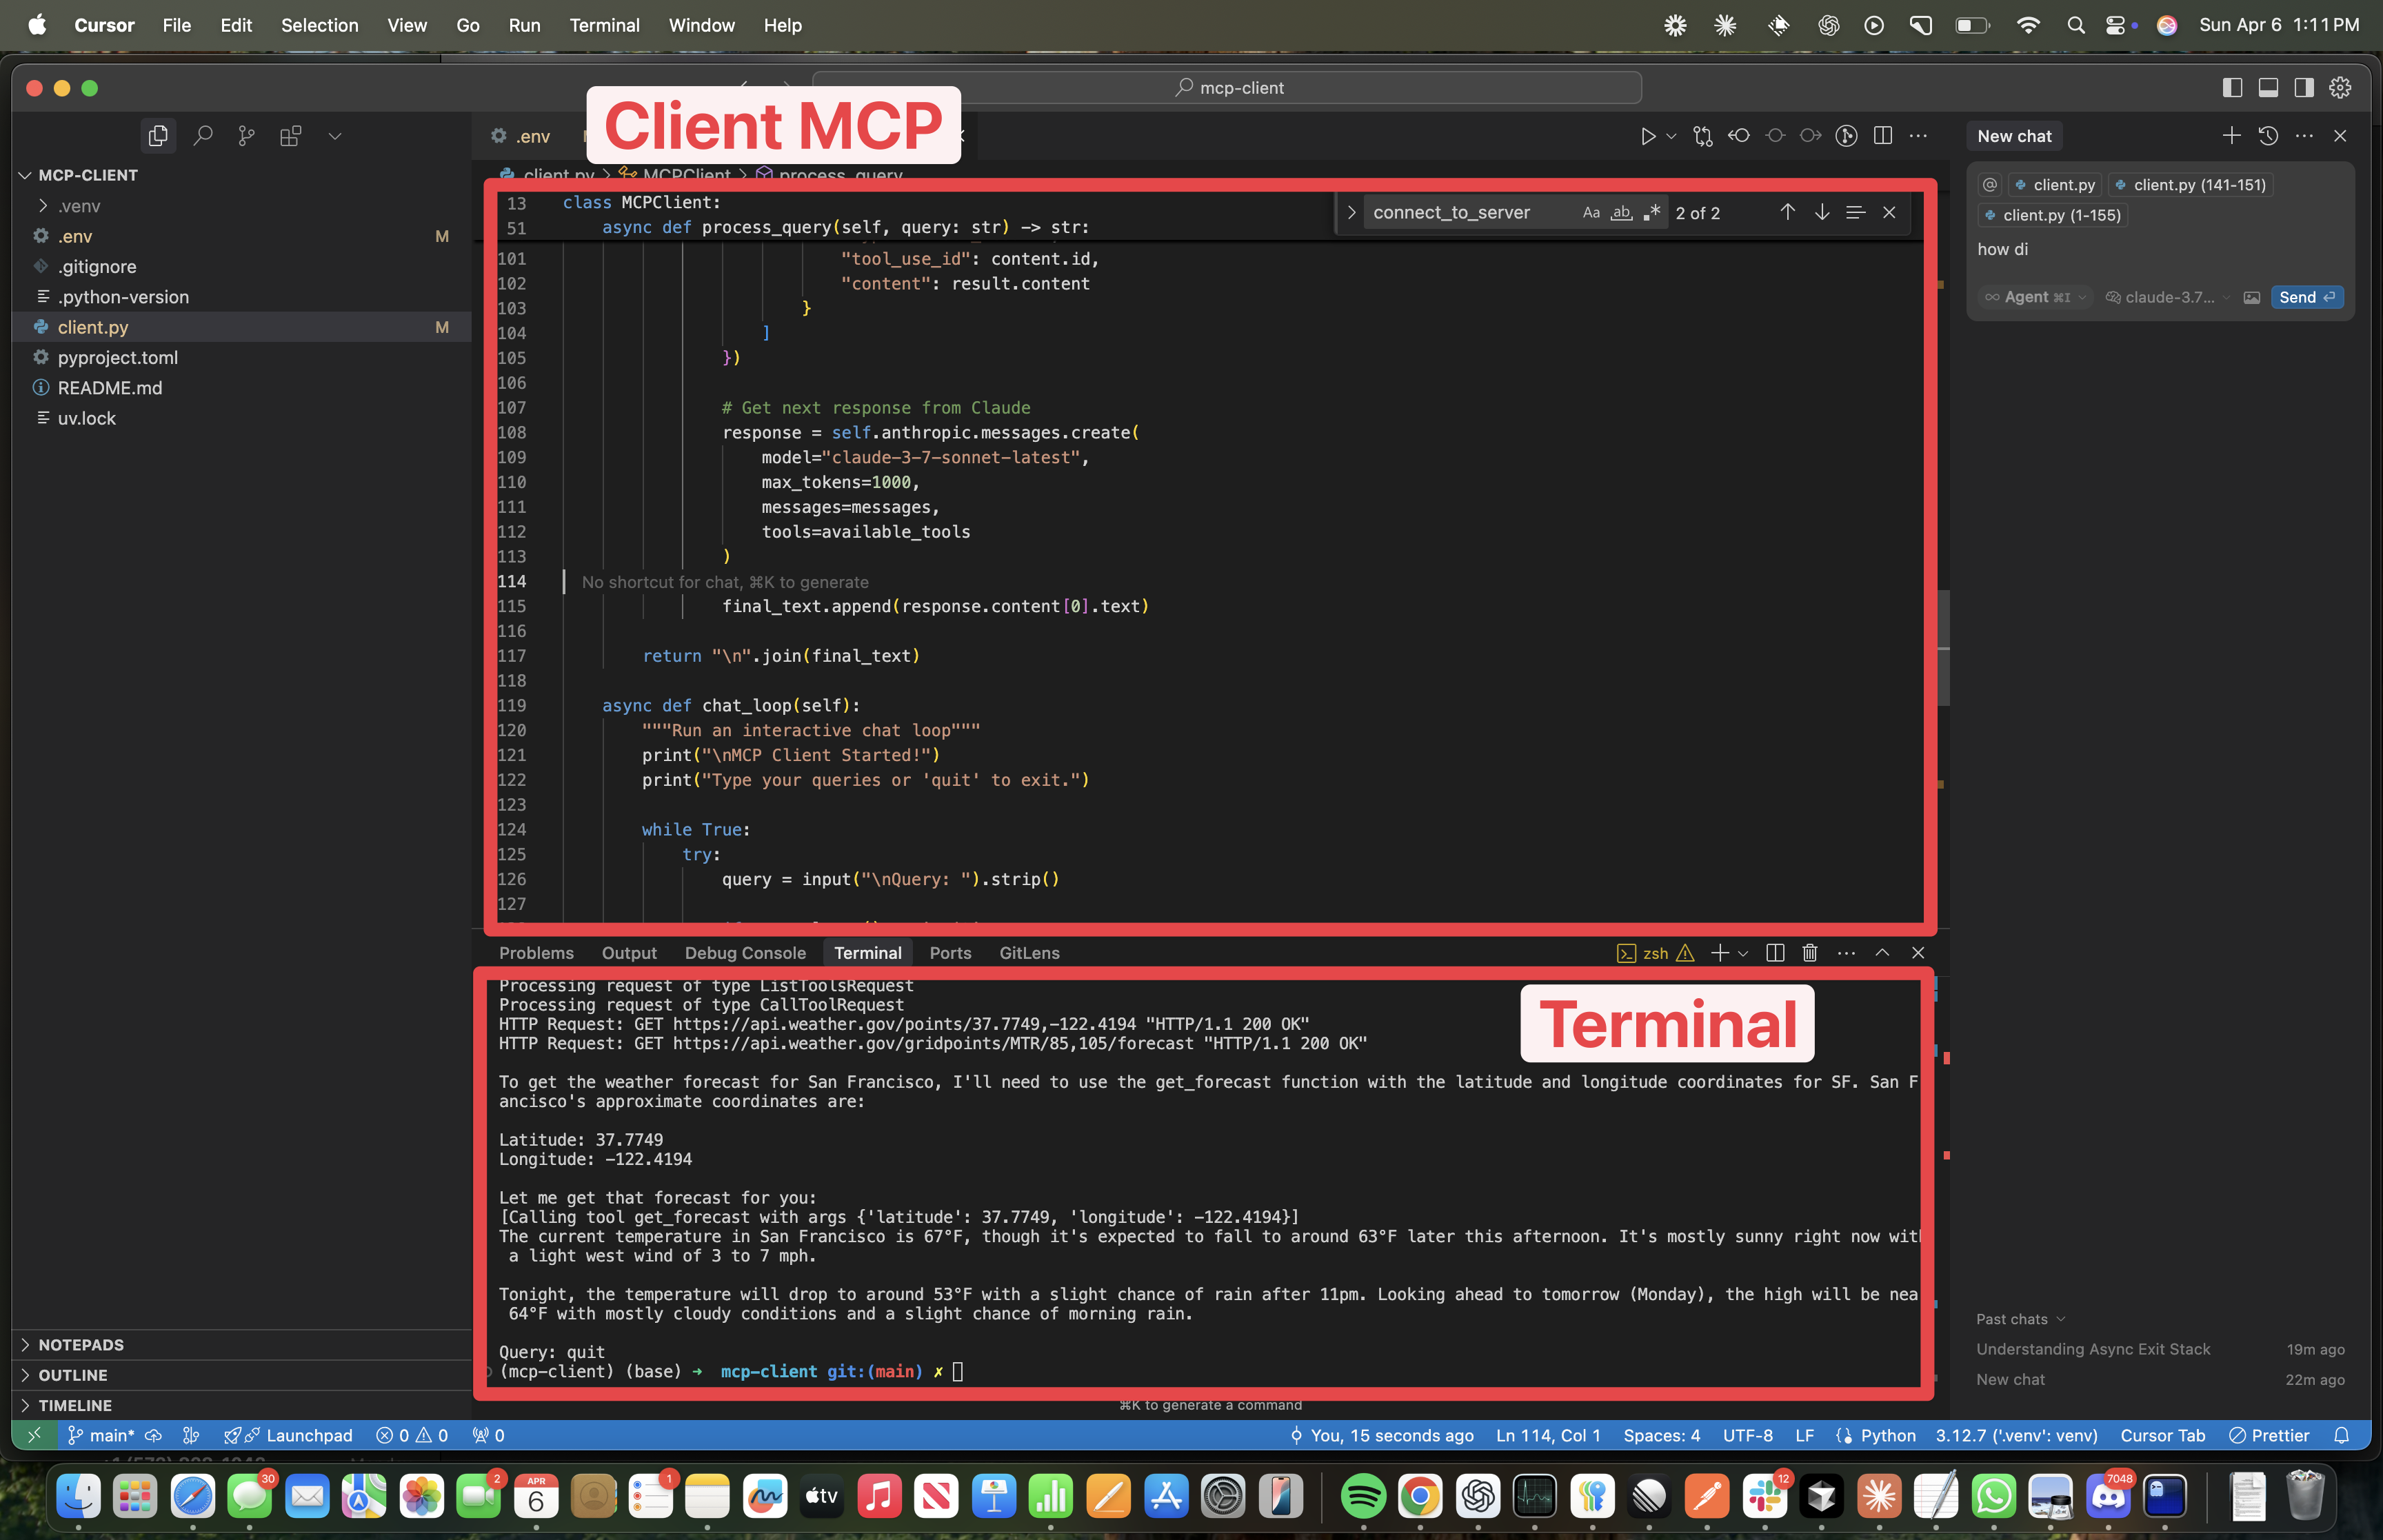 Cursor File Edit Selection View Go Run Terminal Window Help Sun Apr 6 1:11 PM
mcp-client
Client MCP
.env
New chat
client.py > MCPClient > process_query
MCP-CLIENT
.venv
.env M
.gitignore
.python-version
client.py M
pyproject.toml
README.md
uv.lock
NOTEPADS
OUTLINE
TIMELINE
13 class MCPClient:
51 async def process_query(self, query: str) -> str:
connect_to_server Aa ab 2 of 2
101 "tool_use_id": content.id,
102 "content": result.content
103 }
104 ]
105 })
106
107 # Get next response from Claude
108 response = self.anthropic.messages.create(
109 model="claude-3-7-sonnet-latest",
110 max_tokens=1000,
111 messages=messages,
112 tools=available_tools
113 )
114 No shortcut for chat, ⌘K to generate
115 final_text.append(response.content[0].text)
116
117 return "\n".join(final_text)
118
119 async def chat_loop(self):
120 """Run an interactive chat loop"""
121 print("\nMCP Client Started!")
122 print("Type your queries or 'quit' to exit.")
123
124 while True:
125 try:
126 query = input("\nQuery: ").strip()
127
Problems Output Debug Console Terminal Ports GitLens zsh
Terminal
Processing request of type ListToolsRequest
Processing request of type CallToolRequest
HTTP Request: GET https://api.weather.gov/points/37.7749,-122.4194 "HTTP/1.1 200 OK"
HTTP Request: GET https://api.weather.gov/gridpoints/MTR/85,105/forecast "HTTP/1.1 200 OK"
To get the weather forecast for San Francisco, I'll need to use the get_forecast function with the latitude and longitude coordinates for SF. San F
ancisco's approximate coordinates are:
Latitude: 37.7749
Longitude: -122.4194
Let me get that forecast for you:
[Calling tool get_forecast with args {'latitude': 37.7749, 'longitude': -122.4194}]
The current temperature in San Francisco is 67°F, though it's expected to fall to around 63°F later this afternoon. It's mostly sunny right now wit
a light west wind of 3 to 7 mph.
Tonight, the temperature will drop to around 53°F with a slight chance of rain after 11pm. Looking ahead to tomorrow (Monday), the high will be nea
64°F with mostly cloudy conditions and a slight chance of morning rain.
Query: quit
(mcp-client) (base) ➜ mcp-client git:(main) ✗
⌘K to generate a command
@ client.py client.py (141-151)
client.py (1-155)
how di
Agent ⌘I claude-3.7... Send
Past chats
Understanding Async Exit Stack 19m ago
New chat 22m ago
main* Launchpad 0 0 0 You, 15 seconds ago Ln 114, Col 1 Spaces: 4 UTF-8 LF Python 3.12.7 ('.venv': venv) Cursor Tab Prettier
30 2 APR 6 1 tv 12 7048